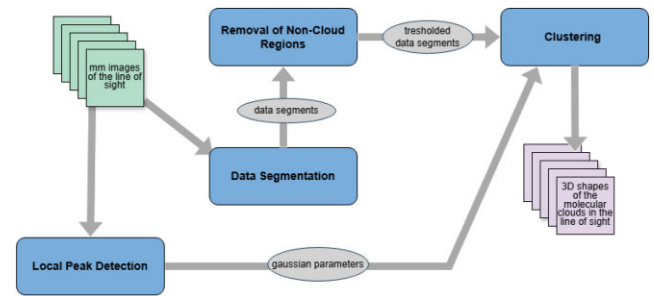 Removal of Non-Cloud
Regions
tresholded
data segments
Clustering
mm images
of the line of
sight
data segments
Data Segmentation
3D shapes
of the
molecular
clouds in the
line of sight
Local Peak Detection
gaussian parameters